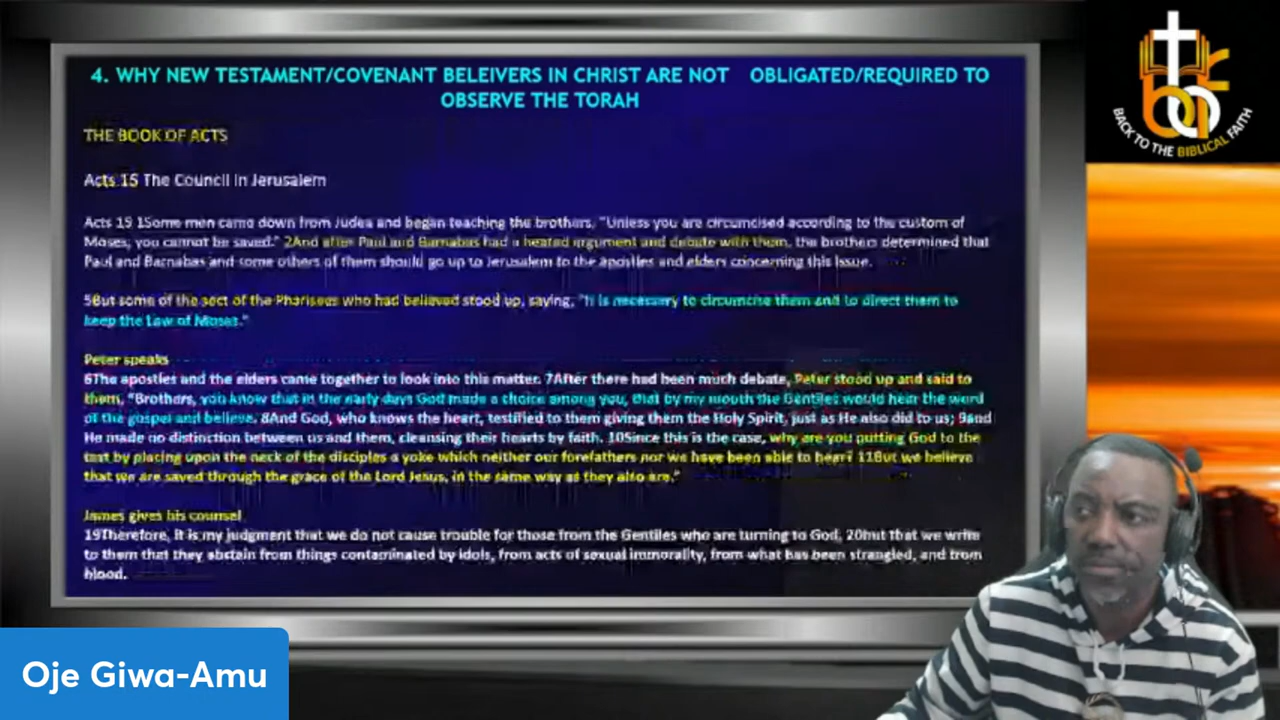 4. WHY NEW TESTAMENT/COVENANT BELEIVERS IN CHRIST ARE NOT OBLIGATED/REQUIRED TO
OBSERVE THE TORAH
THE BOOK OF ACTS
Acts 15 The Council in Jerusalem
Acts 15 1Some men came down from Judea and began teaching the brothers, "Unless you are circumcised according to the custom of
Moses, you cannot be saved." 2And after Paul and Barnabas had a heated argument and debate with them, the brothers determined that
Paul and Barnabas and some others of them should go up to Jerusalem to the apostles and elders concerning this issue.
5But some of the sect of the Pharisees who had believed stood up, saying, "It is necessary to circumcise them and to direct them to
keep the Law of Moses."
Peter speaks
6The apostles and the elders came together to look into this matter. 7After there had been much debate, Peter stood up and said to
them, "Brothers, you know that in the early days God made a choice among you, that by my mouth the Gentiles would hear the word
of the gospel and believe. 8And God, who knows the heart, testified to them giving them the Holy Spirit, just as He also did to us; 9and
He made no distinction between us and them, cleansing their hearts by faith. 10Since this is the case, why are you putting God to the
test by placing upon the neck of the disciples a yoke which neither our forefathers nor we have been able to bear? 11But we believe
that we are saved through the grace of the Lord Jesus, in the same way as they also are."
James gives his counsel
19Therefore, it is my judgment that we do not cause trouble for those from the Gentiles who are turning to God, 20but that we write
to them that they abstain from things contaminated by idols, from acts of sexual immorality, from what has been strangled, and from
blood.
BACK TO THE BIBLICAL FAITH
Oje Giwa-Amu